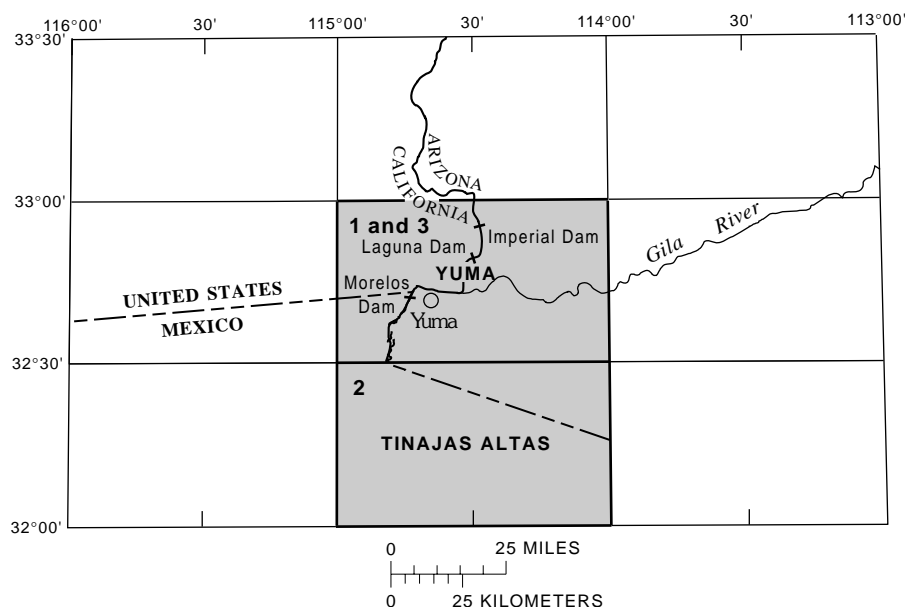 116°00' 30' 115°00' 30' 114°00' 30' 113°00'
33°30'
ARIZONA
CALIFORNIA
33°00'
1 and 3
Imperial Dam
Laguna Dam
Gila River
YUMA
Morelos
Dam
Yuma
UNITED STATES
MEXICO
32°30'
2
TINAJAS ALTAS
32°00'
0 25 MILES
0 25 KILOMETERS